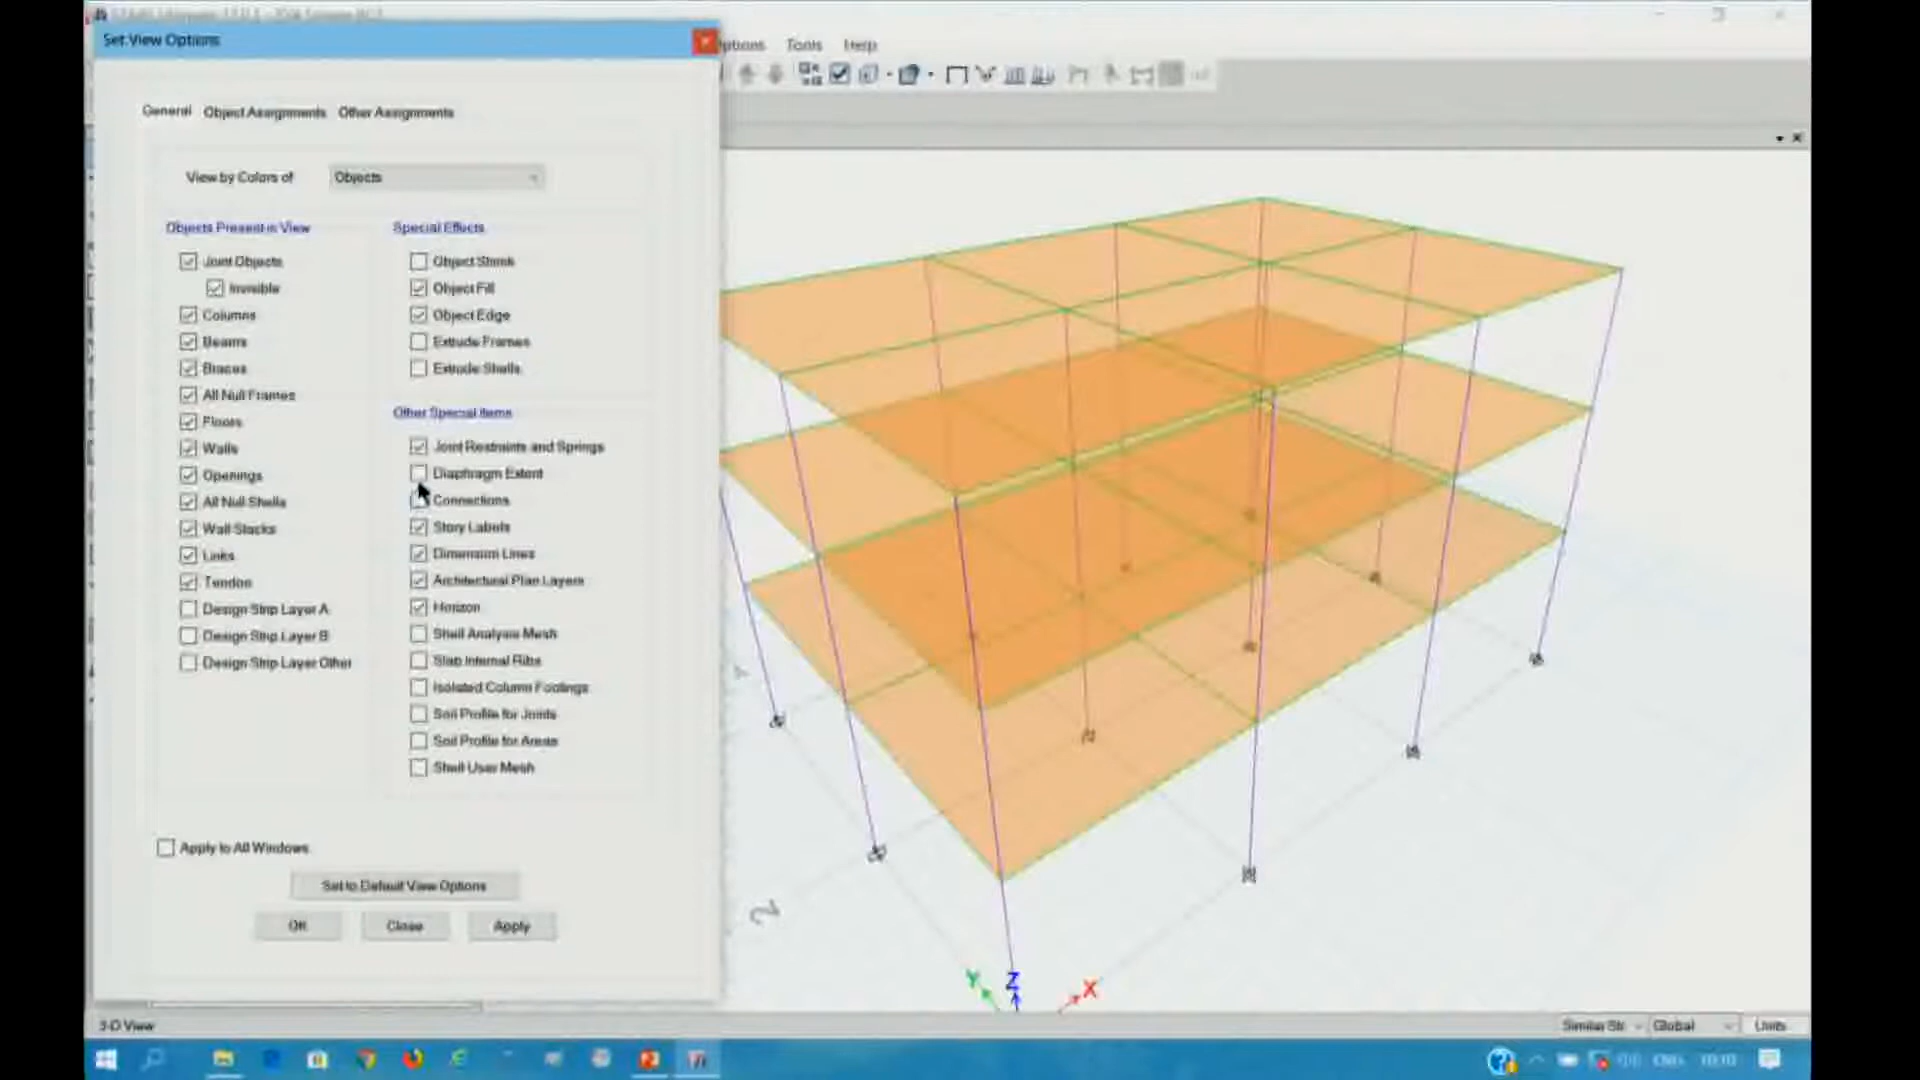 Set View Options
Options Tools Help
General Object Assignments Other Assignments
View by Colors of Objects
Objects Present in View
Joint Objects
Invisible
Columns
Beams
Braces
All Null Frames
Floors
Walls
Openings
All Null Shells
Wall Stacks
Links
Tendon
Design Strip Layer A
Design Strip Layer B
Design Strip Layer Other
Special Effects
Object Shrink
Object Fill
Object Edge
Extrude Frames
Extrude Shells
Other Special Items
Joint Restraints and Springs
Diaphragm Extent
Connections
Story Labels
Dimension Lines
Architectural Plan Layers
Horizon
Shell Analysis Mesh
Slab Internal Ribs
Isolated Column Footings
Soil Profile for Joints
Soil Profile for Areas
Shell User Mesh
Apply to All Windows
Set to Default View Options
OK Close Apply
Y Z X
3-D View
Similar Str Global Units